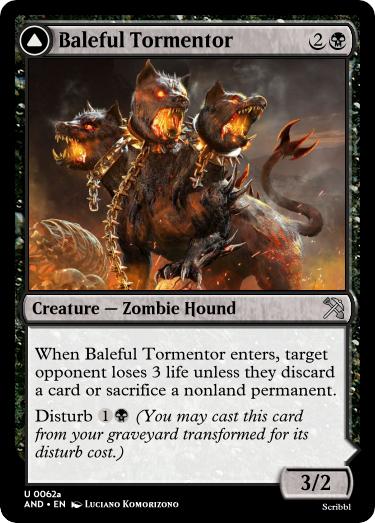 Baleful Tormentor 2
Creature — Zombie Hound
When Baleful Tormentor enters, target
opponent loses 3 life unless they discard
a card or sacrifice a nonland permanent.
Disturb 1 (You may cast this card
from your graveyard transformed for its
disturb cost.)
3/2
U 0062a
AND • EN Luciano Komorizono
Scribbl